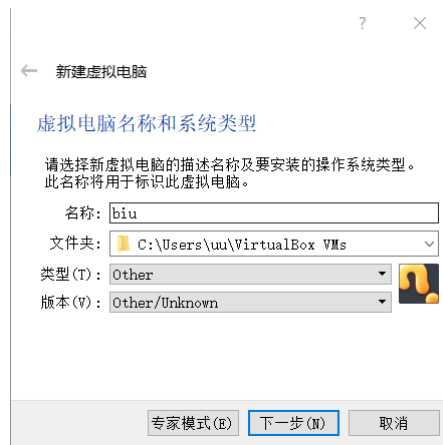 ?
← 新建虚拟电脑
虚拟电脑名称和系统类型
请选择新虚拟电脑的描述名称及要安装的操作系统类型。
此名称将用于标识此虚拟电脑。
名称: biu
文件夹: C:\Users\uu\VirtualBox VMs
类型(T): Other
版本(V): Other/Unknown
专家模式(E) 下一步(N) 取消